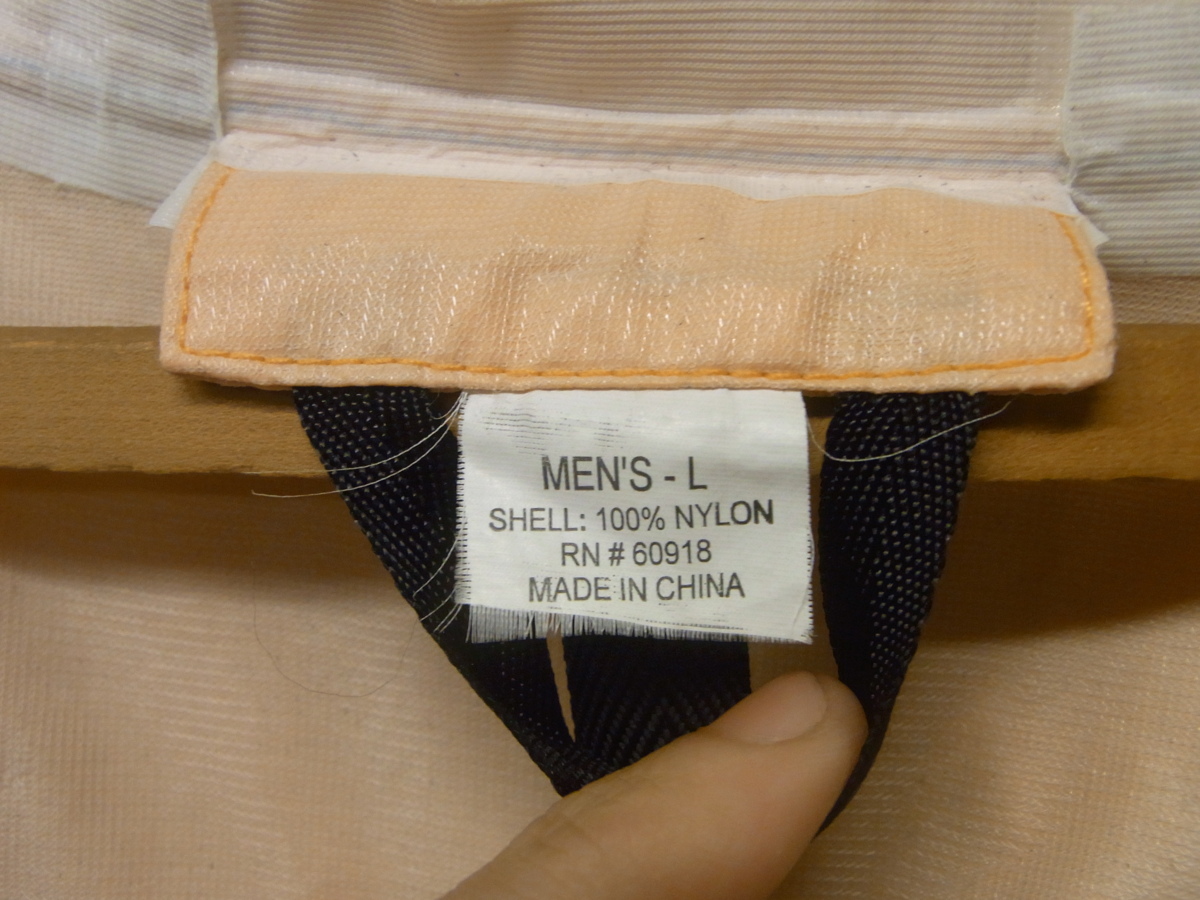 MEN'S - L
SHELL: 100% NYLON
RN # 60918
MADE IN CHINA